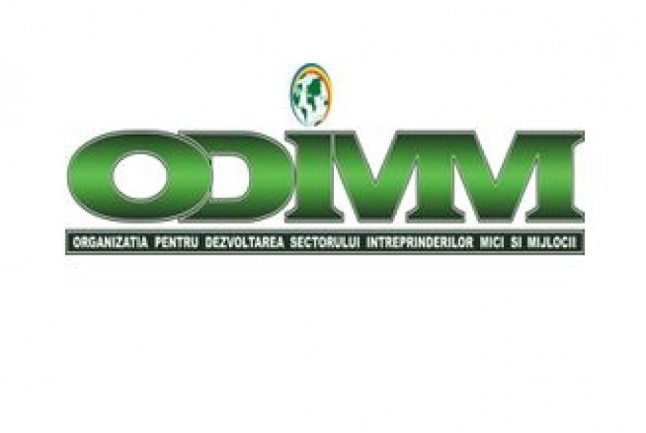 ODIMM
ORGANIZATIA PENTRU DEZVOLTAREA SECTORULUI INTREPRINDERILOR MICI SI MIJLOCII